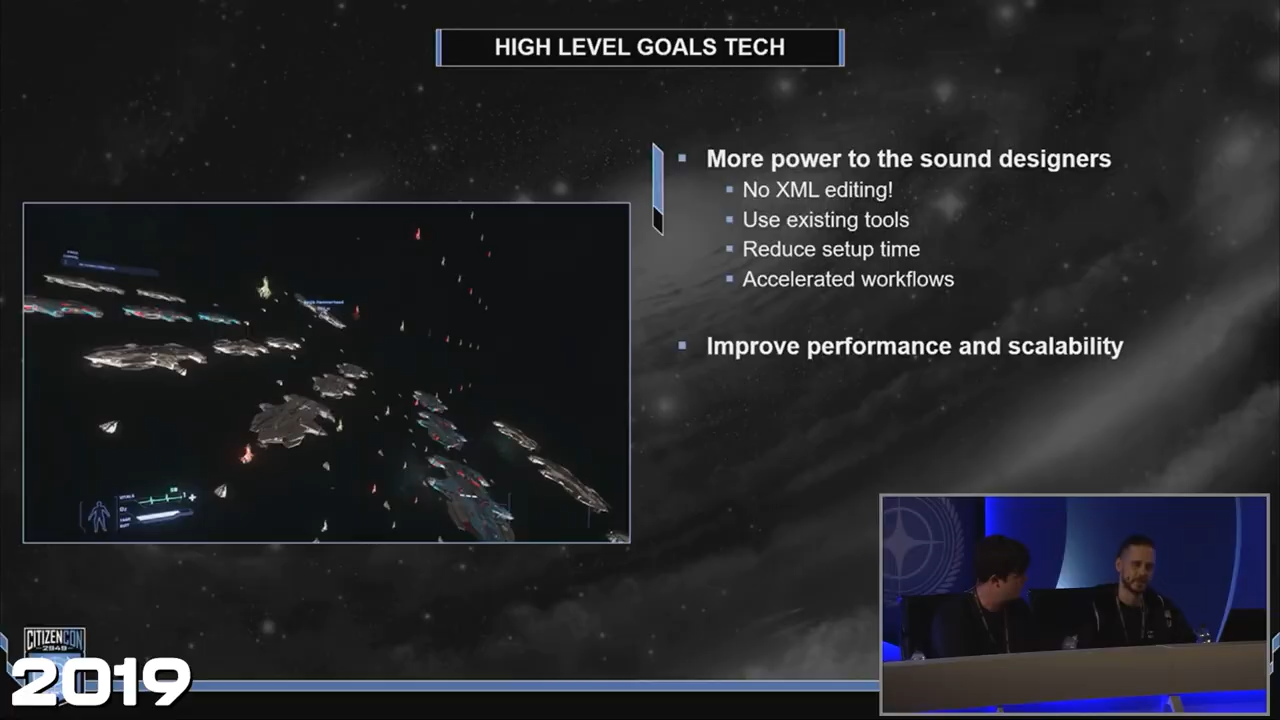 HIGH LEVEL GOALS TECH
More power to the sound designers
No XML editing!
Use existing tools
Reduce setup time
Accelerated workflows
Improve performance and scalability
CITIZENCON
2949
2019